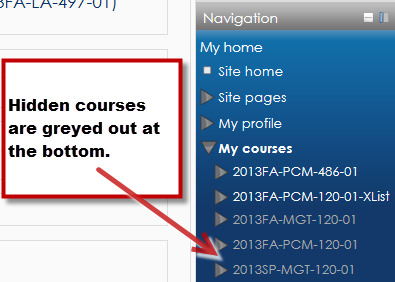 013FA-LA-497-01)
Navigation
My home
Site home
Site pages
My profile
My courses
2013FA-PCM-486-01
2013FA-PCM-120-01-XList
2013FA-MGT-120-01
2013FA-PCM-120-01
2013SP-MGT-120-01
Hidden courses
are greyed out at
the bottom.